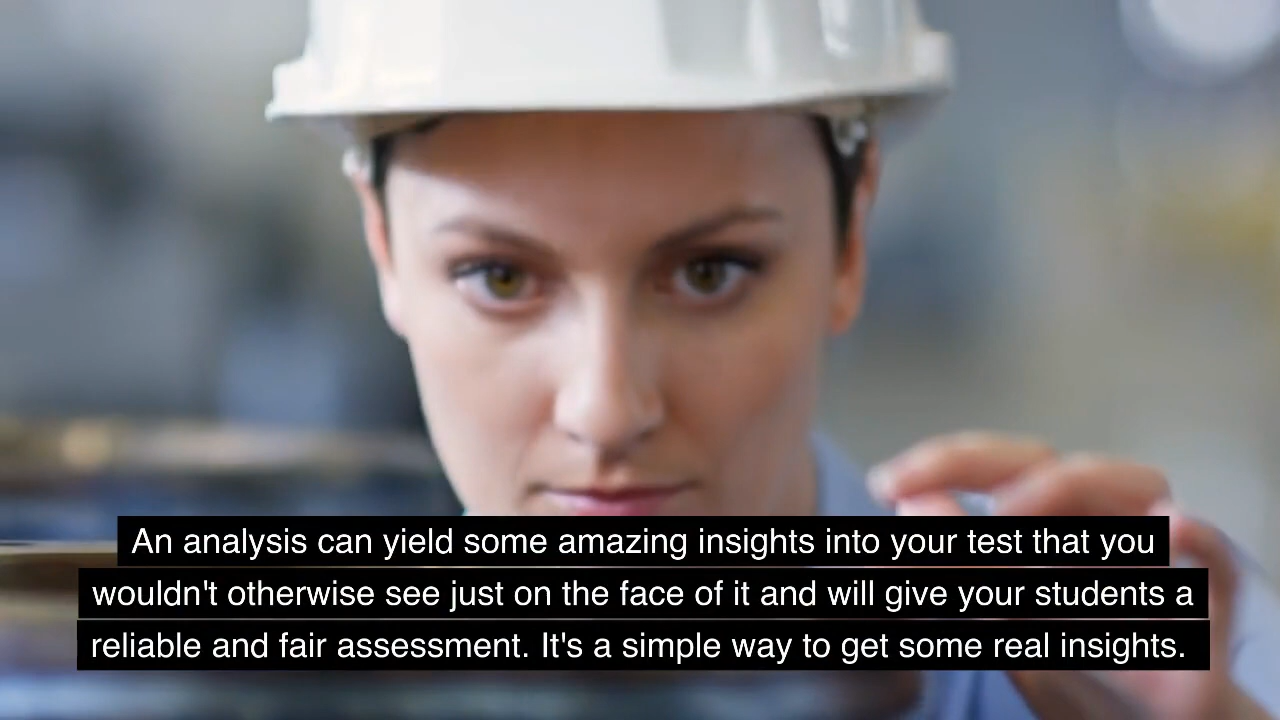 An analysis can yield some amazing insights into your test that you
wouldn't otherwise see just on the face of it and will give your students a
reliable and fair assessment. It's a simple way to get some real insights.